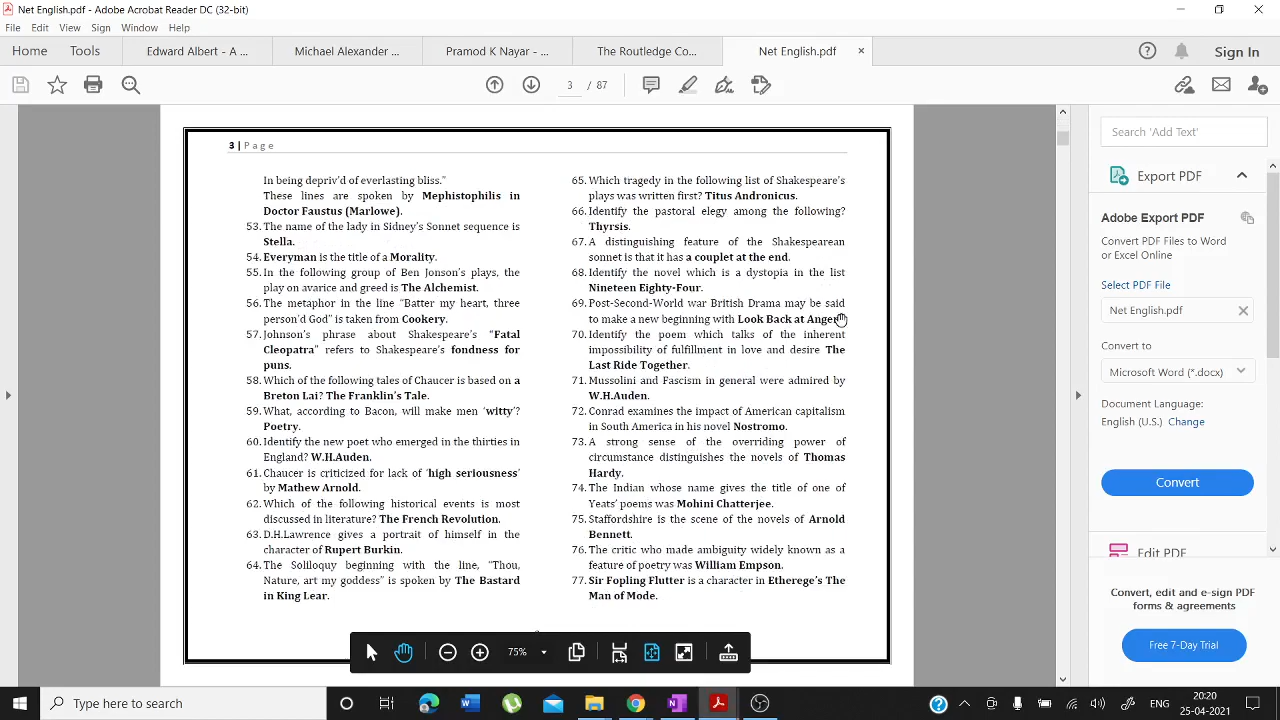 Net English.pdf - Adobe Acrobat Reader DC (32-bit)
File Edit View Sign Window Help
Home Tools Edward Albert - A ... Michael Alexander ... Pramod K Nayar - ... The Routledge Co... Net English.pdf Sign In
3 / 87
3 | Page
In being depriv'd of everlasting bliss."
These lines are spoken by Mephistophilis in
Doctor Faustus (Marlowe).
53. The name of the lady in Sidney's Sonnet sequence is
Stella.
54. Everyman is the title of a Morality.
55. In the following group of Ben Jonson's plays, the
play on avarice and greed is The Alchemist.
56. The metaphor in the line "Batter my heart, three
person'd God" is taken from Cookery.
57. Johnson's phrase about Shakespeare's "Fatal
Cleopatra" refers to Shakespeare's fondness for
puns.
58. Which of the following tales of Chaucer is based on a
Breton Lai? The Franklin's Tale.
59. What, according to Bacon, will make men 'witty'?
Poetry.
60. Identify the new poet who emerged in the thirties in
England? W.H.Auden.
61. Chaucer is criticized for lack of 'high seriousness'
by Mathew Arnold.
62. Which of the following historical events is most
discussed in literature? The French Revolution.
63. D.H.Lawrence gives a portrait of himself in the
character of Rupert Burkin.
64. The Soliloquy beginning with the line, "Thou,
Nature, art my goddess" is spoken by The Bastard
in King Lear.
65. Which tragedy in the following list of Shakespeare's
plays was written first? Titus Andronicus.
66. Identify the pastoral elegy among the following?
Thyrsis.
67. A distinguishing feature of the Shakespearean
sonnet is that it has a couplet at the end.
68. Identify the novel which is a dystopia in the list
Nineteen Eighty-Four.
69. Post-Second-World war British Drama may be said
to make a new beginning with Look Back at Anger
70. Identify the poem which talks of the inherent
impossibility of fulfillment in love and desire The
Last Ride Together.
71. Mussolini and Fascism in general were admired by
W.H.Auden.
72. Conrad examines the impact of American capitalism
in South America in his novel Nostromo.
73. A strong sense of the overriding power of
circumstance distinguishes the novels of Thomas
Hardy.
74. The Indian whose name gives the title of one of
Yeats' poems was Mohini Chatterjee.
75. Staffordshire is the scene of the novels of Arnold
Bennett.
76. The critic who made ambiguity widely known as a
feature of poetry was William Empson.
77. Sir Fopling Flutter is a character in Etherege's The
Man of Mode.
75%
Search 'Add Text'
Export PDF
Adobe Export PDF
Convert PDF Files to Word
or Excel Online
Select PDF File
Net English.pdf
Convert to
Microsoft Word (*.docx)
Document Language:
English (U.S.) Change
Convert
Edit PDF
Convert, edit and e-sign PDF
forms & agreements
Free 7-Day Trial
Type here to search
ENG
20:20
25-04-2021